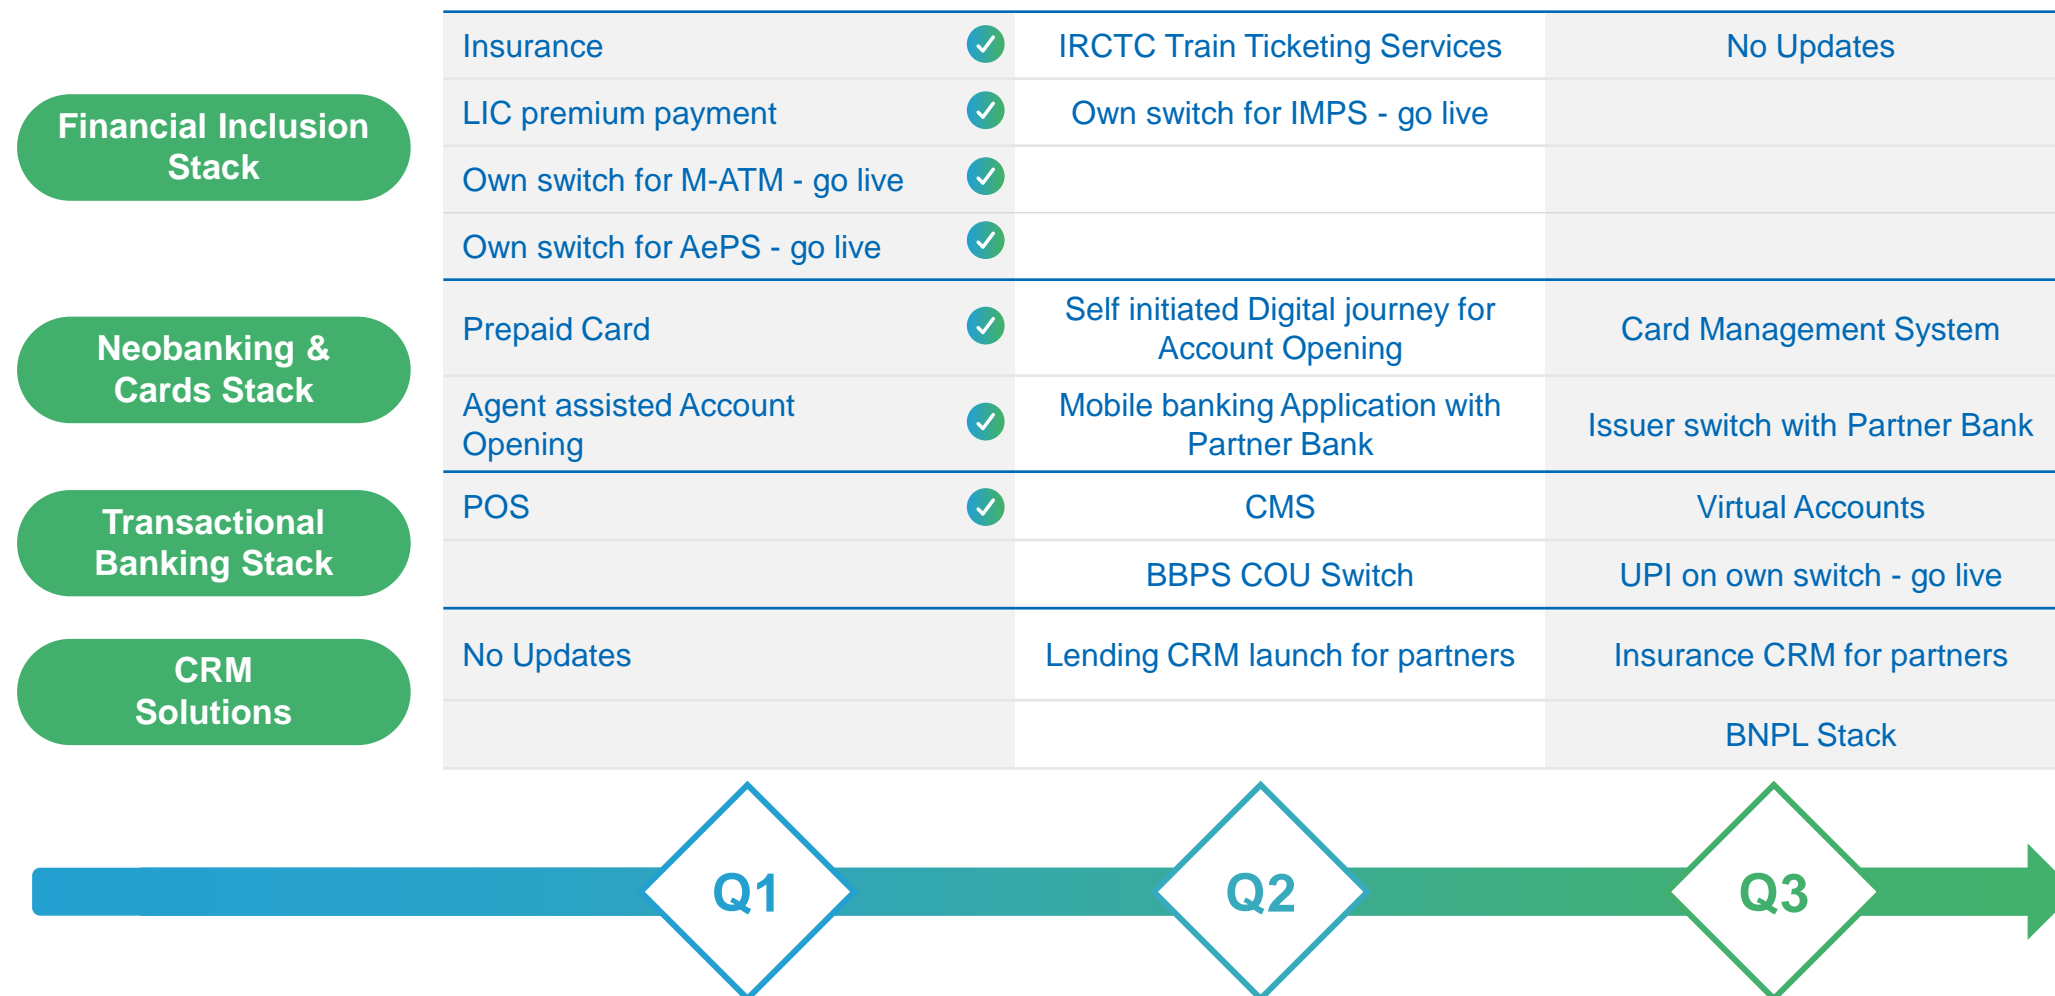 Insurance
IRCTC Train Ticketing Services
No Updates
Financial Inclusion
Stack
LIC premium payment
Own switch for IMPS - go live
Own switch for M-ATM - go live
Own switch for AePS - go live
Neobanking &
Cards Stack
Prepaid Card
Self initiated Digital journey for
Account Opening
Card Management System
Agent assisted Account
Opening
Mobile banking Application with
Partner Bank
Issuer switch with Partner Bank
Transactional
Banking Stack
POS
CMS
Virtual Accounts
BBPS COU Switch
UPI on own switch - go live
CRM
Solutions
No Updates
Lending CRM launch for partners
Insurance CRM for partners
BNPL Stack
Q1
Q2
Q3